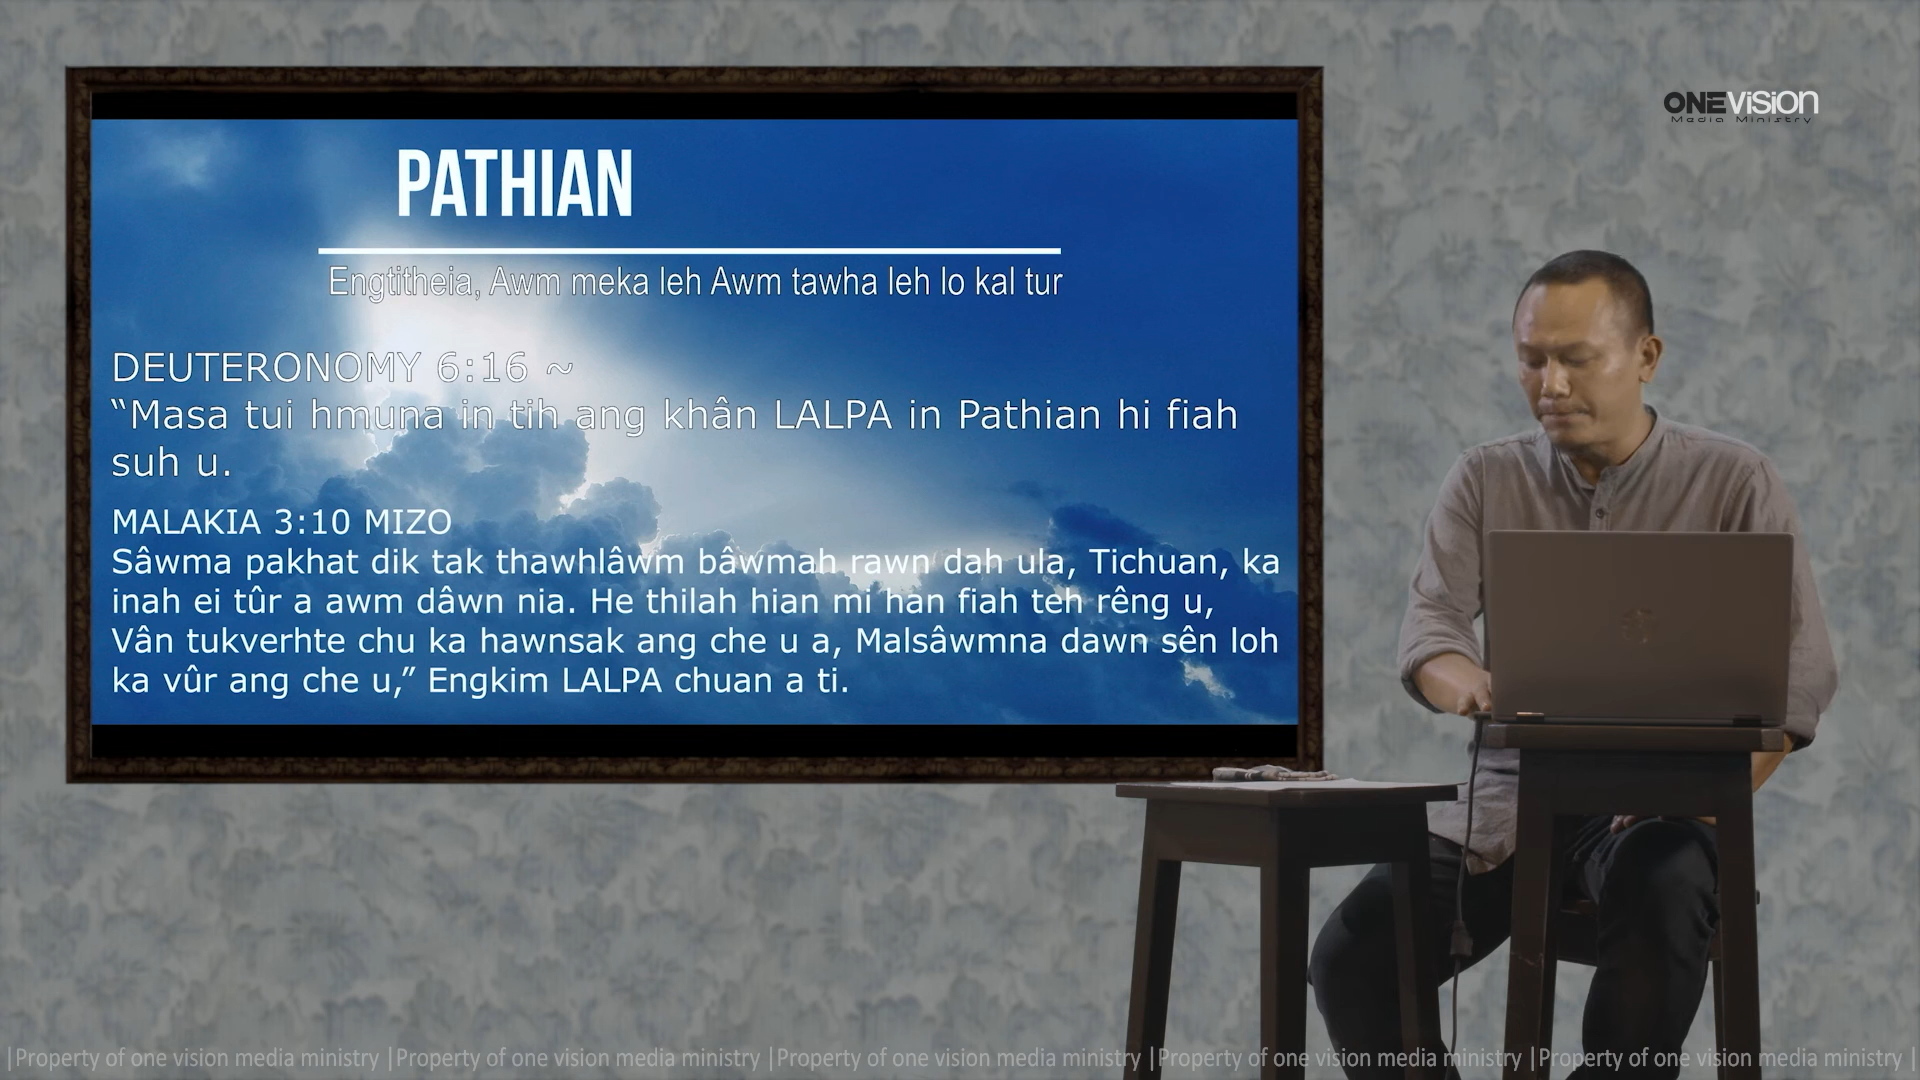 ONEVISION
Media Ministry
PATHIAN
Engtitheia, Awm meka leh Awm tawha leh lo kal tur
DEUTERONOMY 6:16 ~
“Masa tui hmuna in tih ang khân LALPA in Pathian hi fiah
suh u.
MALAKIA 3:10 MIZO
Sâwma pakhat dik tak thawhlâwm bâwmah rawn dah ula, Tichuan, ka
inah ei tûr a awm dâwn nia. He thilah hian mi han fiah teh rêng u,
Vân tukverhte chu ka hawnsak ang che u a, Malsâwmna dawn sên loh
ka vûr ang che u,” Engkim LALPA chuan a ti.
|Property of one vision media ministry |Property of one vision media ministry |Property of one vision media ministry |Property of one vision media ministry |Property of one vision media ministry |